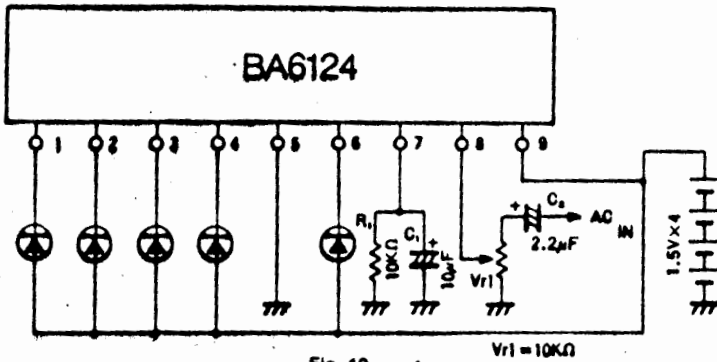 BA6124
1 2 3 4 5 6 7 8 9
R₁ 10KΩ
C₁ + 10μF
Vr1
+ C₂
2.2μF
AC IN
1.5V×4
Vr1 = 10KΩ